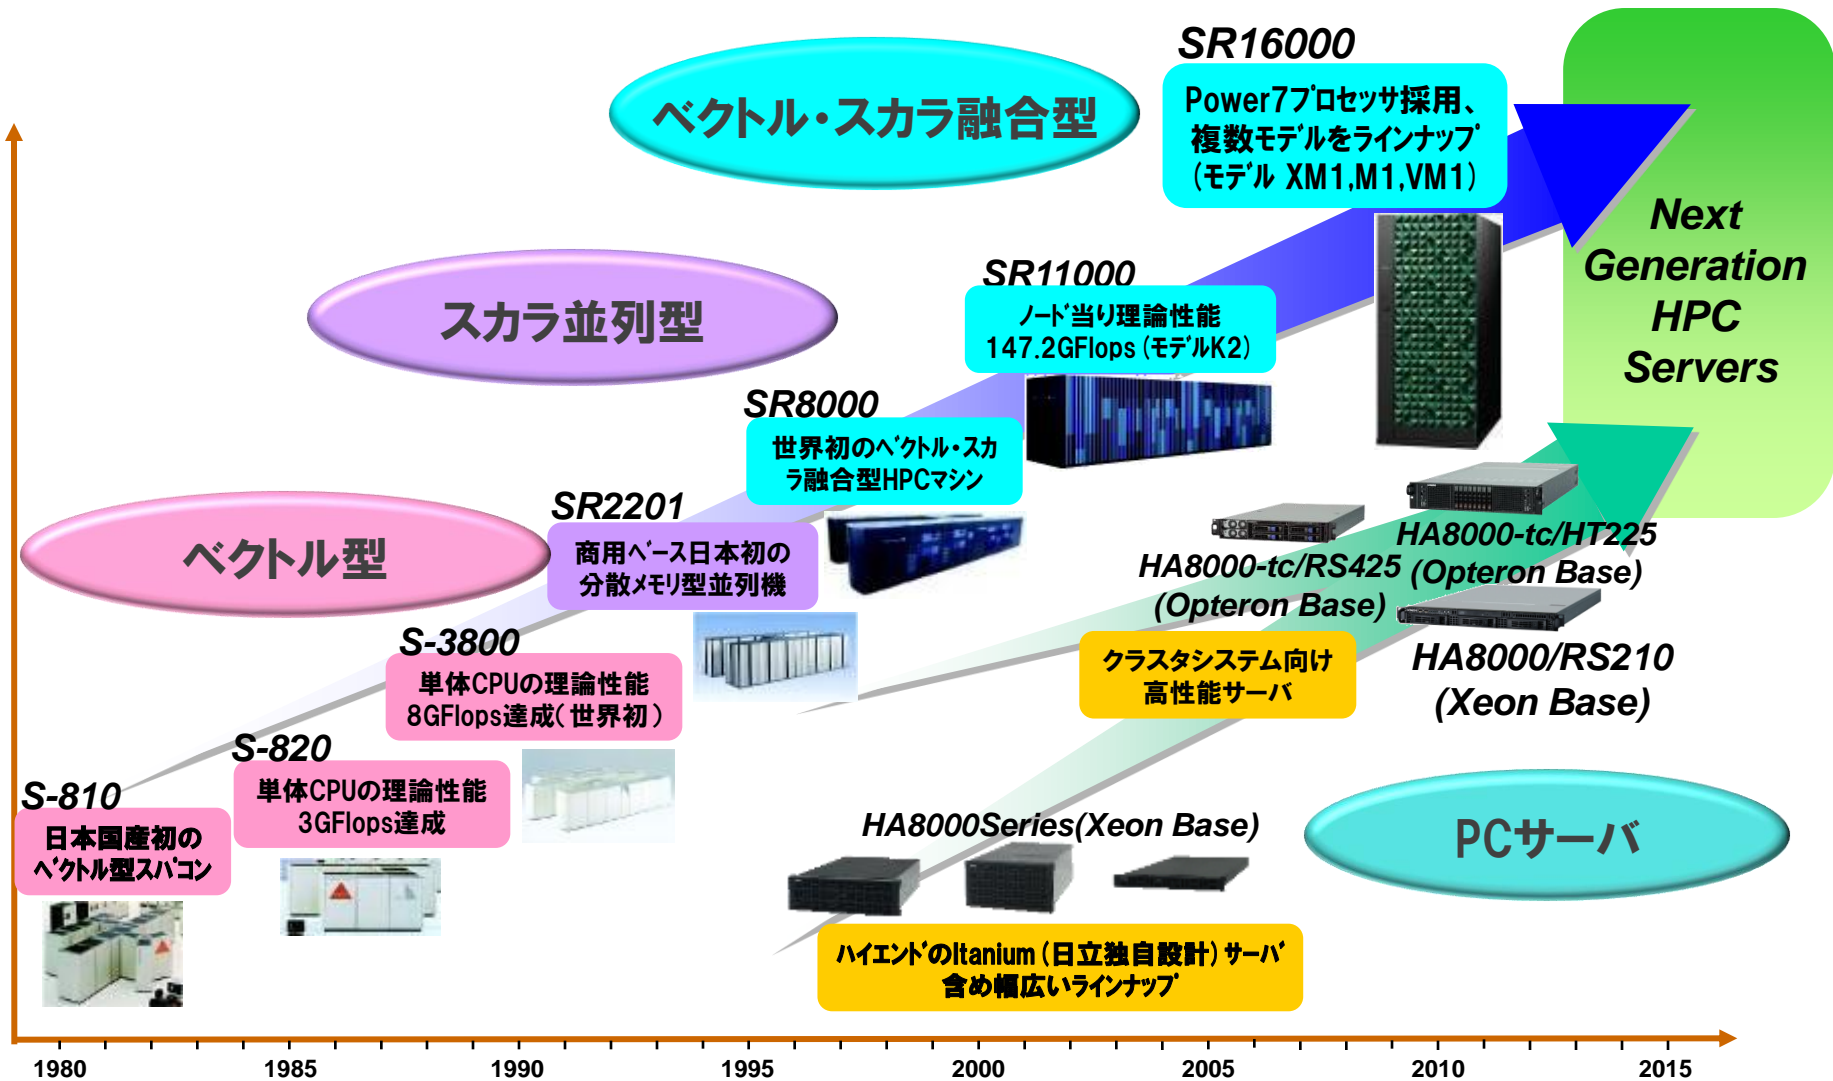 SR16000
Power7プロセッサ採用、
複数モデルをラインナップ
(モデル XM1,M1,VM1)
ベクトル・スカラ融合型
Next
Generation
HPC
Servers
スカラ並列型
SR11000
ノード当り理論性能
147.2GFlops(モデルK2)
SR8000
世界初のベクトル・スカ
ラ融合型HPCマシン
ベクトル型
SR2201
商用ベース日本初の
分散メモリ型並列機
HA8000-tc/HT225
(Opteron Base)
HA8000-tc/RS425
(Opteron Base)
S-3800
単体CPUの理論性能
8GFlops達成(世界初)
クラスタシステム向け
高性能サーバ
HA8000/RS210
(Xeon Base)
S-820
単体CPUの理論性能
3GFlops達成
S-810
日本国産初の
ベクトル型スパコン
HA8000Series(Xeon Base)
PCサーバ
ハイエンドのItanium(日立独自設計)サーバ
含め幅広いラインナップ
1980 1985 1990 1995 2000 2005 2010 2015